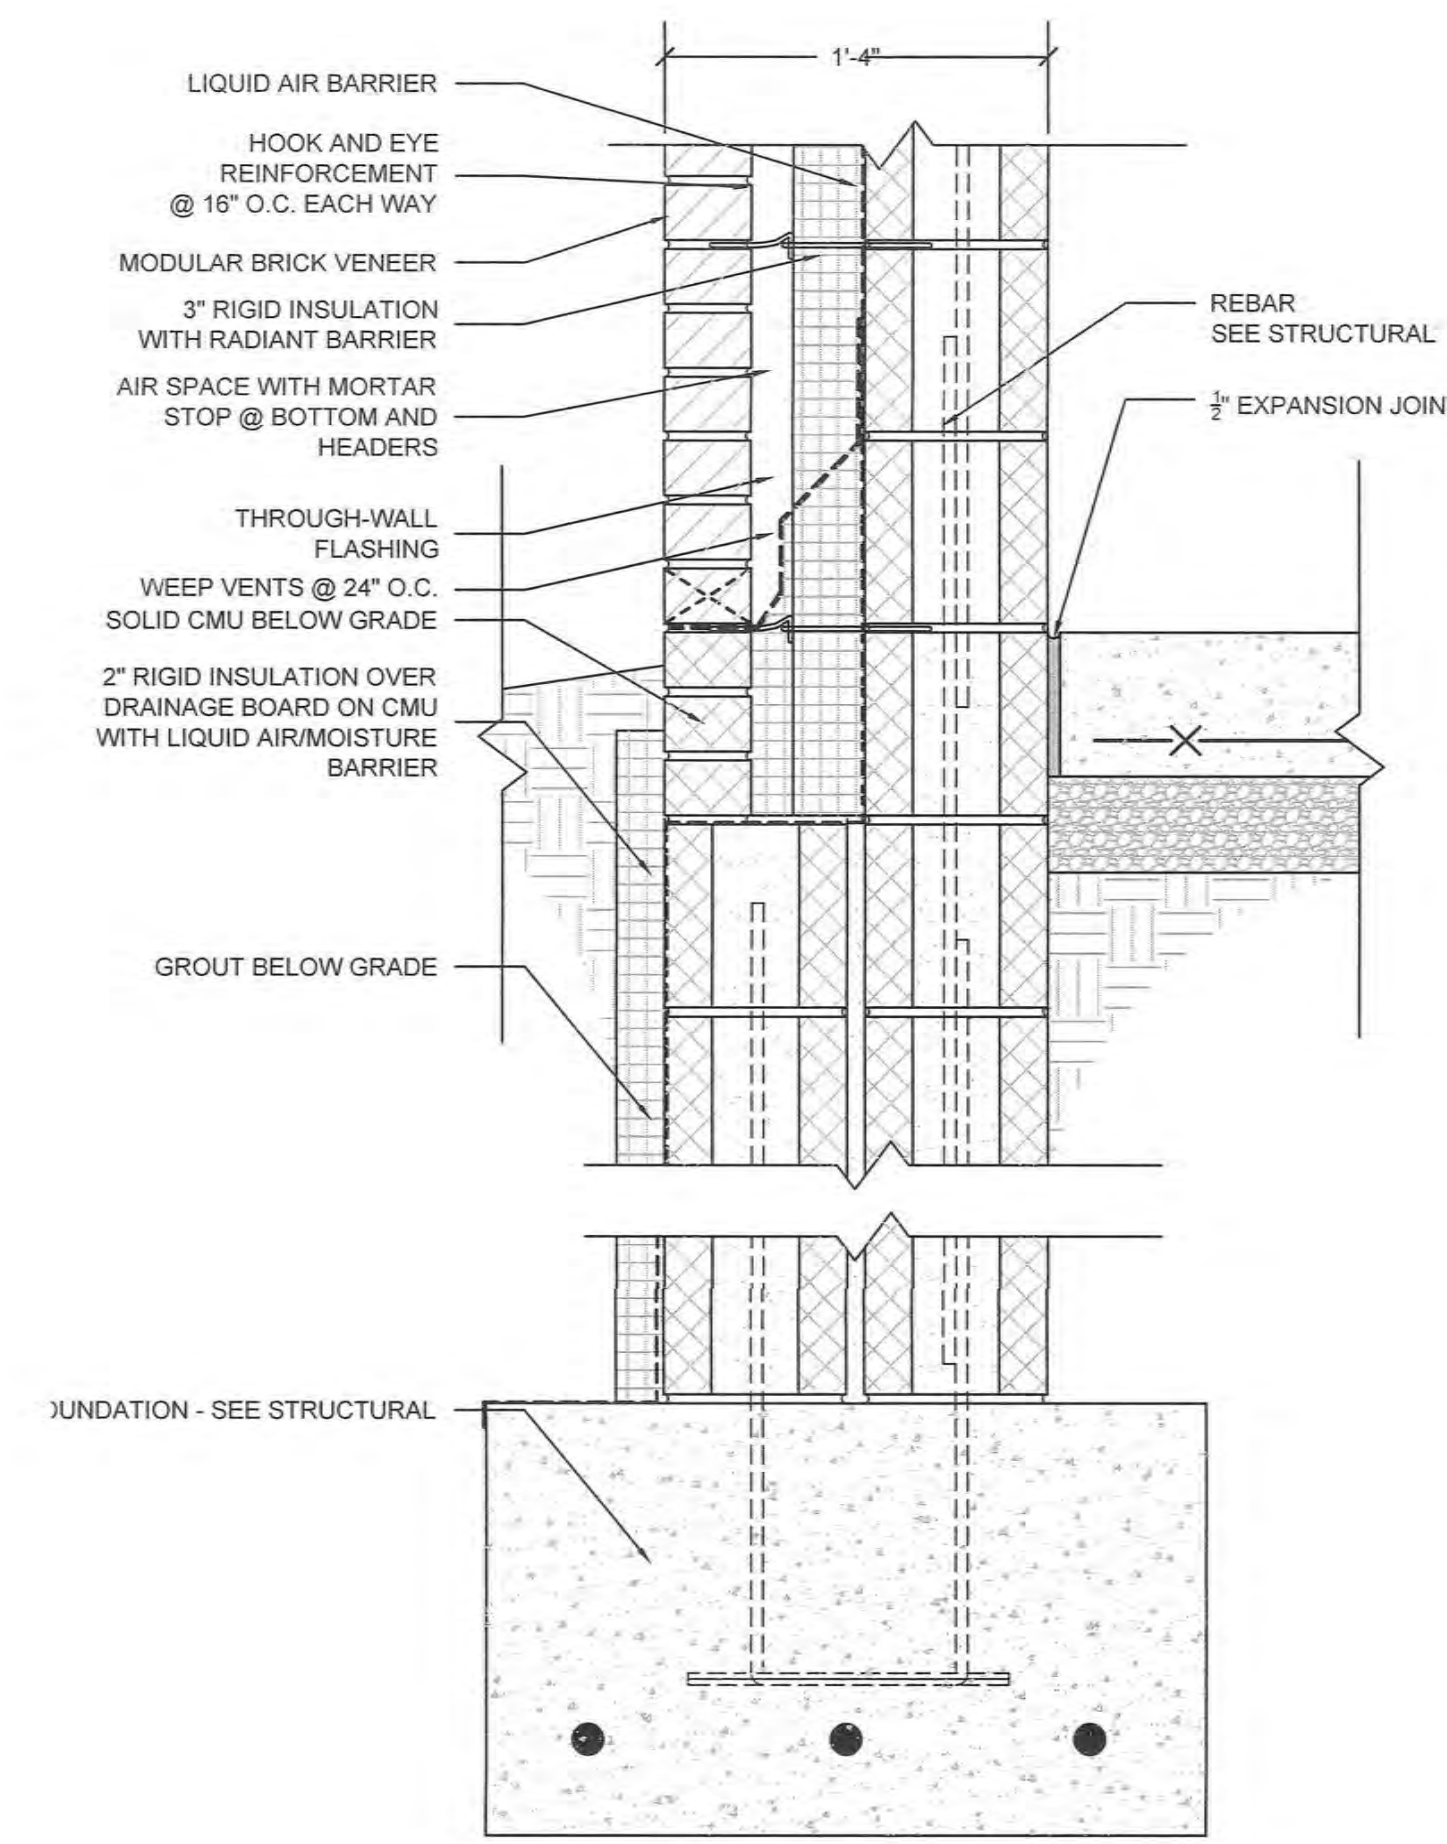 1'-4"
LIQUID AIR BARRIER
HOOK AND EYE
REINFORCEMENT
@ 16" O.C. EACH WAY
MODULAR BRICK VENEER
3" RIGID INSULATION
WITH RADIANT BARRIER
AIR SPACE WITH MORTAR
STOP @ BOTTOM AND
HEADERS
THROUGH-WALL
FLASHING
WEEP VENTS @ 24" O.C.
SOLID CMU BELOW GRADE
2" RIGID INSULATION OVER
DRAINAGE BOARD ON CMU
WITH LIQUID AIR/MOISTURE
BARRIER
GROUT BELOW GRADE
OUNDATION - SEE STRUCTURAL
REBAR
SEE STRUCTURAL
½" EXPANSION JOIN